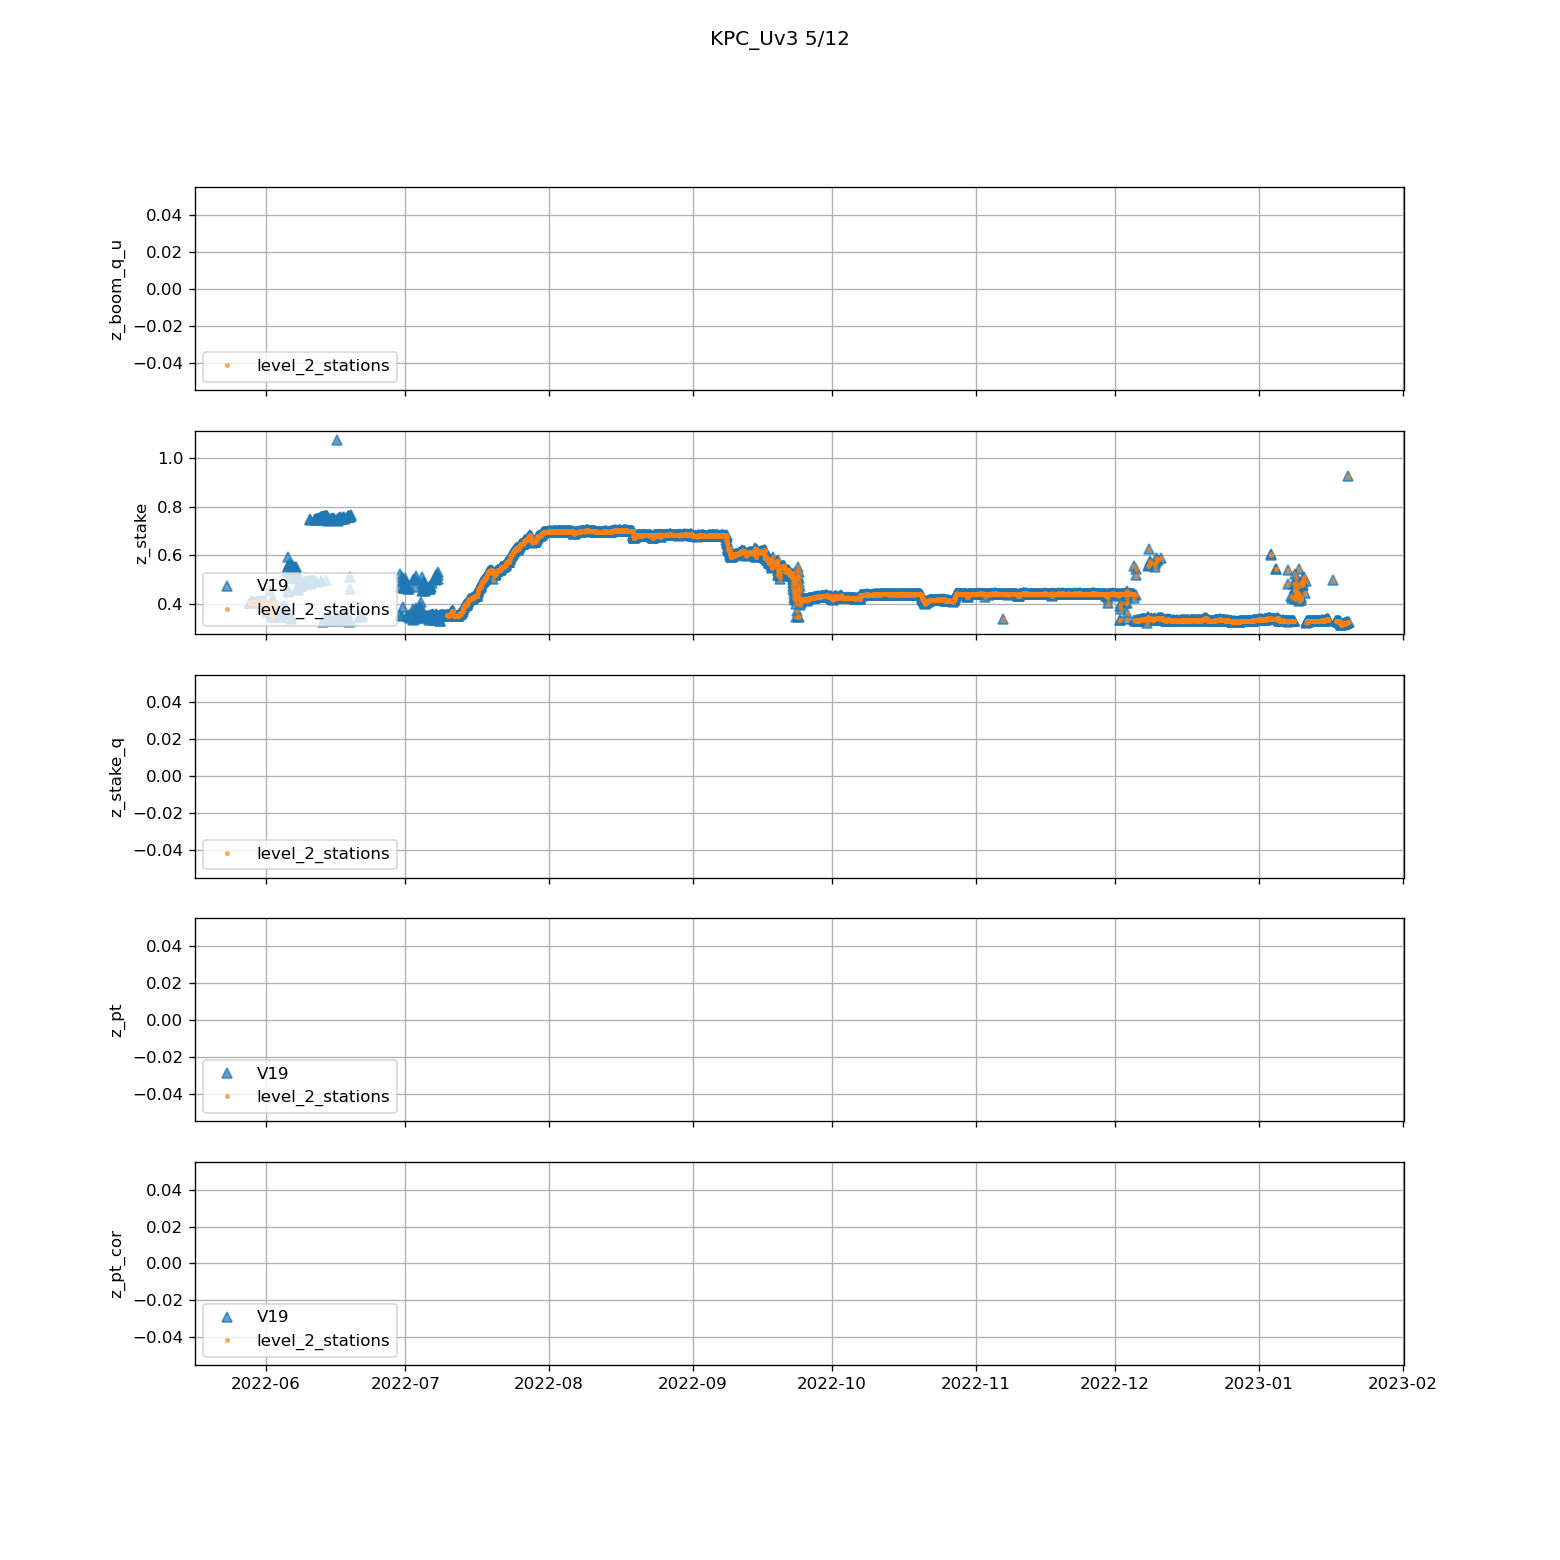 KPC_Uv3 5/12
z_boom_q_u
0.04
0.02
0.00
−0.02
−0.04
level_2_stations
z_stake
1.0
0.8
0.6
0.4
V19
level_2_stations
z_stake_q
0.04
0.02
0.00
−0.02
−0.04
level_2_stations
z_pt
0.04
0.02
0.00
−0.02
−0.04
V19
level_2_stations
z_pt_cor
0.04
0.02
0.00
−0.02
−0.04
V19
level_2_stations
2022-06 2022-07 2022-08 2022-09 2022-10 2022-11 2022-12 2023-01 2023-02